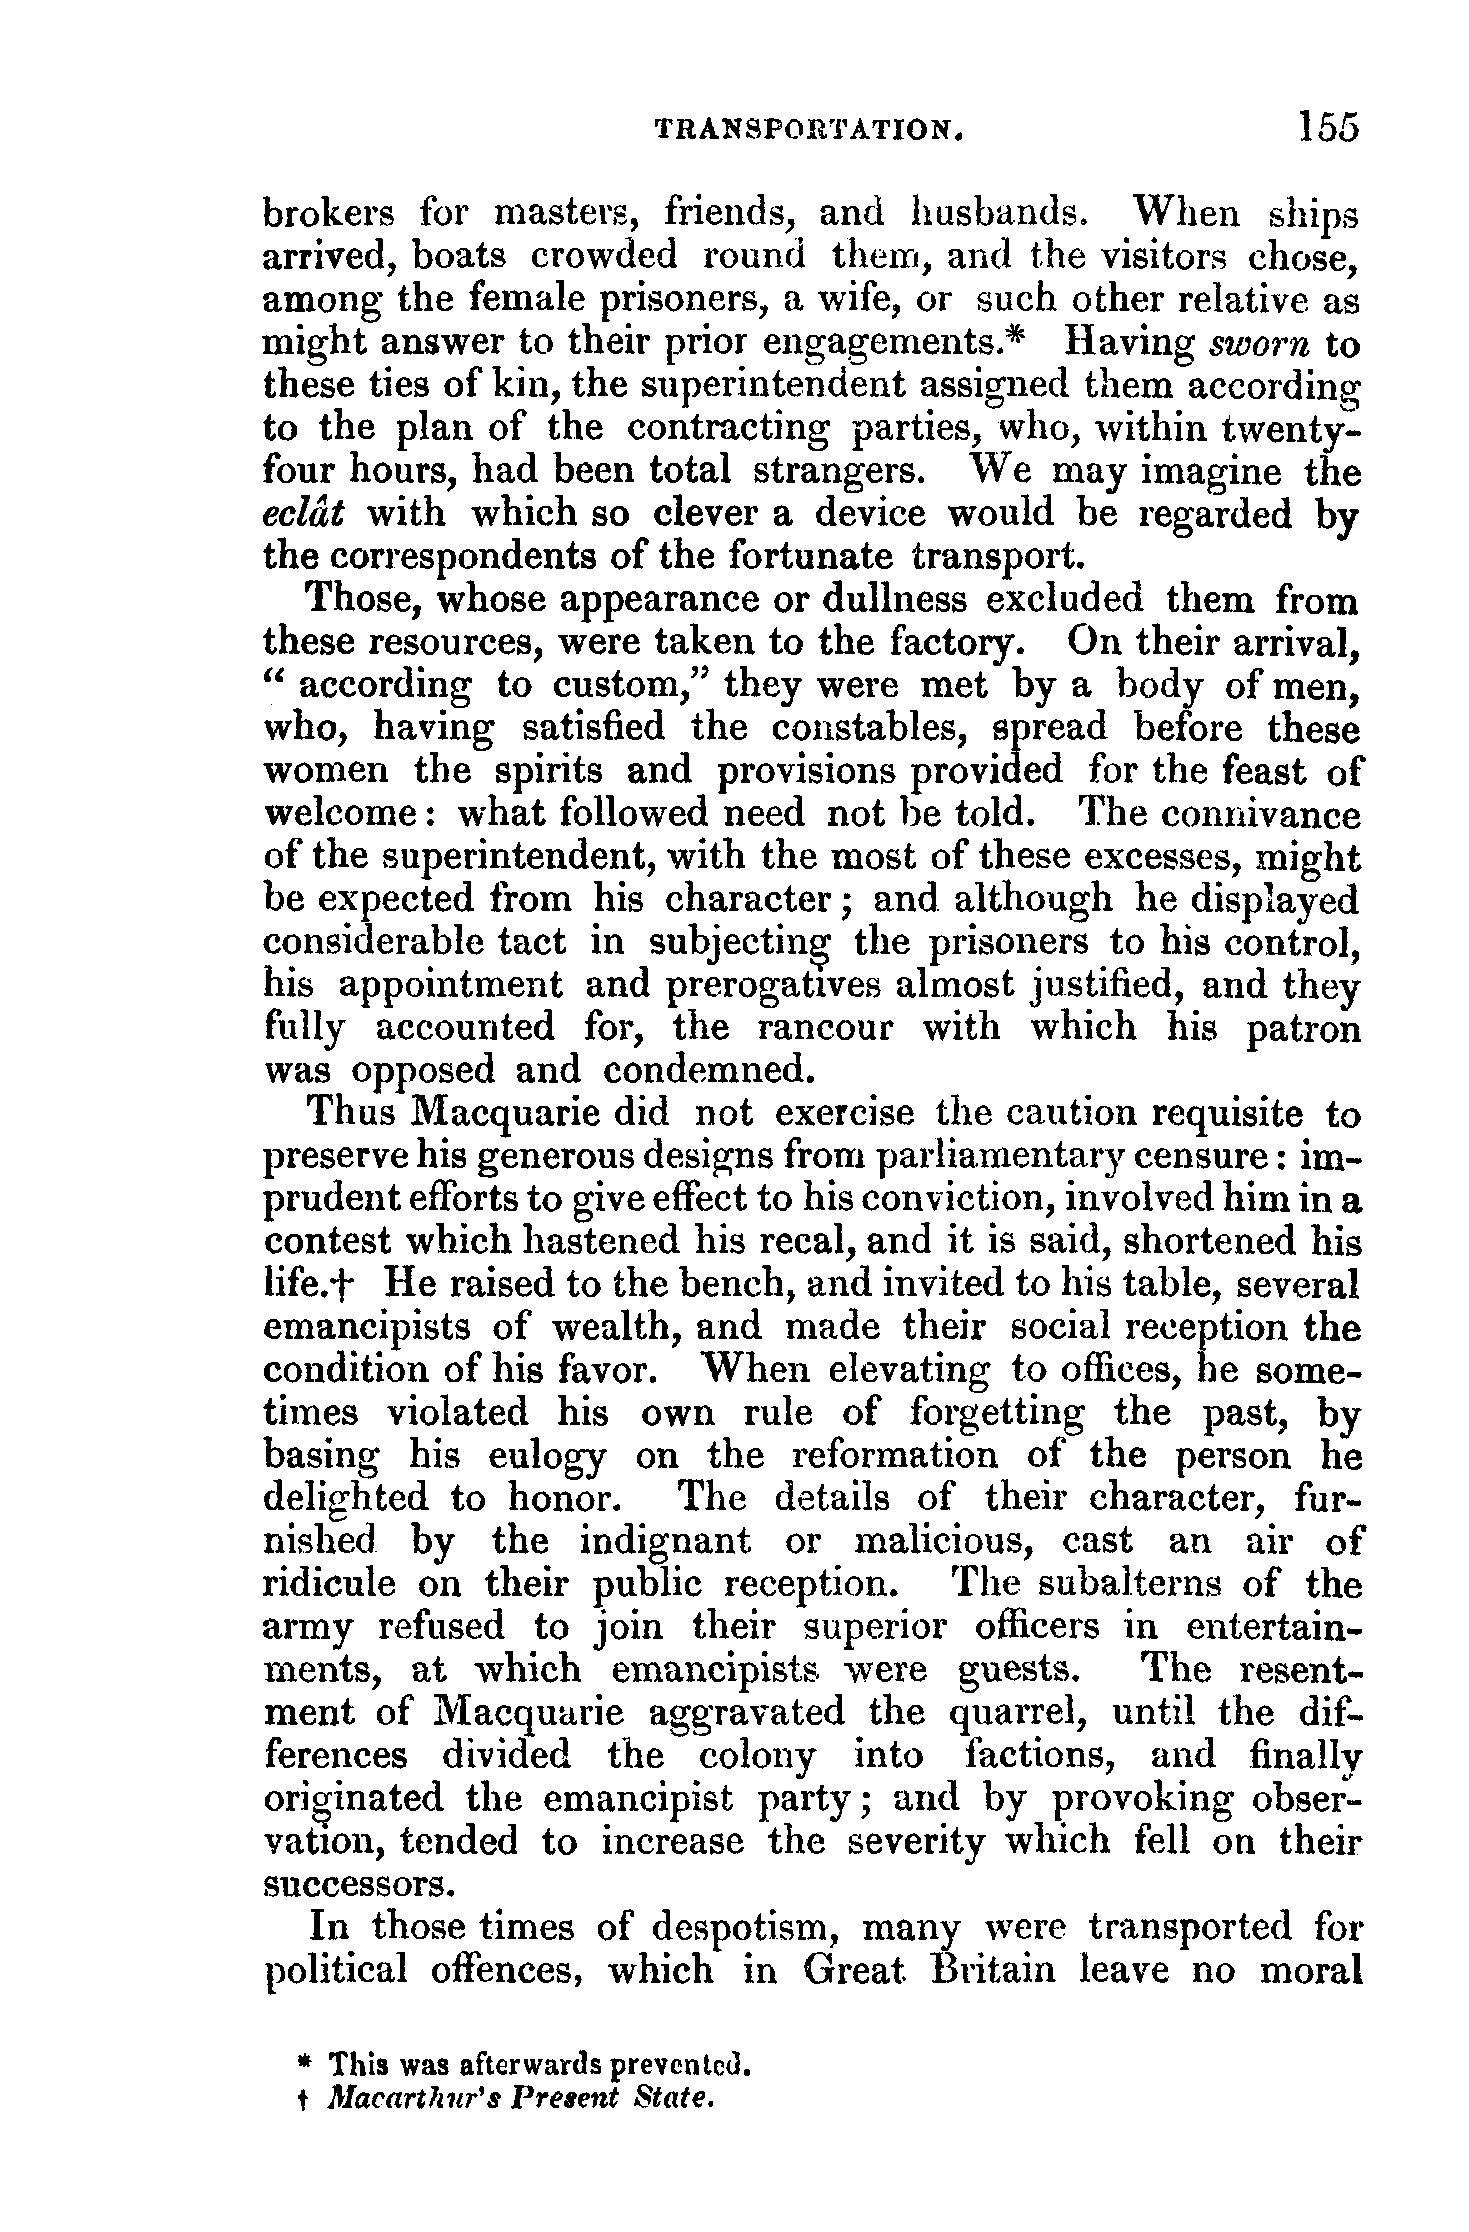 TRANSPORTATION. 155
brokers for masters, friends, and husbands. When ships
arrived, boats crowded round them, and the visitors chose,
among the female prisoners, a wife, or such other relative as
might answer to their prior engagements.* Having sworn to
these ties of kin, the superintendent assigned them according
to the plan of the contracting parties, who, within twenty-
four hours, had been total strangers. We may imagine the
eclât with which so clever a device would be regarded by
the correspondents of the fortunate transport.
Those, whose appearance or dullness excluded them from
these resources, were taken to the factory. On their arrival,
“ according to custom,” they were met by a body of men,
who, having satisfied the constables, spread before these
women the spirits and provisions provided for the feast of
welcome : what followed need not be told. The connivance
of the superintendent, with the most of these excesses, might
be expected from his character ; and although he displayed
considerable tact in subjecting the prisoners to his control,
his appointment and prerogatives almost justified, and they
fully accounted for, the rancour with which his patron
was opposed and condemned.
Thus Macquarie did not exercise the caution requisite to
preserve his generous designs from parliamentary censure : im-
prudent efforts to give effect to his conviction, involved him in a
contest which hastened his recal, and it is said, shortened his
life.† He raised to the bench, and invited to his table, several
emancipists of wealth, and made their social reception the
condition of his favor. When elevating to offices, he some-
times violated his own rule of forgetting the past, by
basing his eulogy on the reformation of the person he
delighted to honor. The details of their character, fur-
nished by the indignant or malicious, cast an air of
ridicule on their public reception. The subalterns of the
army refused to join their superior officers in entertain-
ments, at which emancipists were guests. The resent-
ment of Macquarie aggravated the quarrel, until the dif-
ferences divided the colony into factions, and finally
originated the emancipist party ; and by provoking obser-
vation, tended to increase the severity which fell on their
successors.
In those times of despotism, many were transported for
political offences, which in Great Britain leave no moral
* This was afterwards prevented.
† Macarthur's Present State.